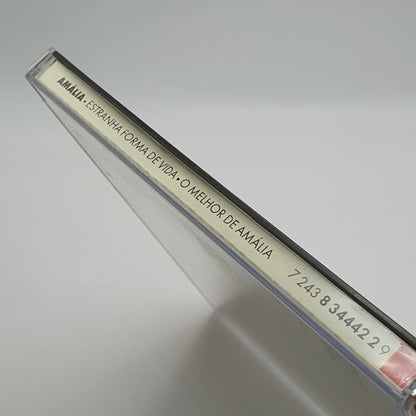 AMÁLIA • ESTRANHA FORMA DE VIDA • O MELHOR DE AMÁLIA 7 243 8 34442 2 9